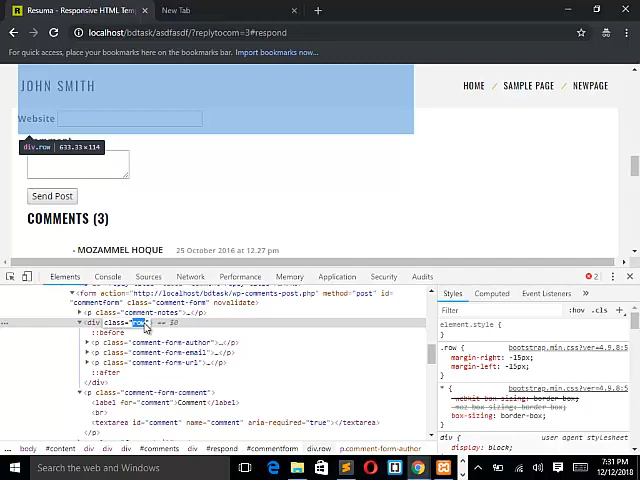 Resuma - Responsive HTML Tem
New Tab
localhost/bdtask/asdfasdf/?replytocom=3#respond
For quick access, place your bookmarks here on the bookmarks bar. Import bookmarks now...
JOHN SMITH
HOME / SAMPLE PAGE / NEWPAGE
Website
div.row | 633.33×114
Send Post
COMMENTS (3)
- MOZAMMEL HOQUE 25 October 2016 at 12.27 pm
Elements Console Sources Network Performance Memory Application Security Audits 2
<form action="http://localhost/bdtask/wp-comments-post.php" method="post" id=
"commentform" class="comment-form" novalidate>
<p class="comment-notes">…</p>
<div class="row"> == $0
::before
<p class="comment-form-author">…</p>
<p class="comment-form-email">…</p>
<p class="comment-form-url">…</p>
::after
</div>
<p class="comment-form-comment">
<label for="comment">Comment</label>
<br>
<textarea id="comment" name="comment" aria-required="true"></textarea>
</p>
Styles Computed Event Listeners »
Filter :hov .cls +
element.style {
}
.row { bootstrap.min.css?ver=4.9.8:5
margin-right: -15px;
margin-left: -15px;
}
* { bootstrap.min.css?ver=4.9.8:5
-webkit-box-sizing: border-box;
-moz-box-sizing: border-box;
box-sizing: border-box;
}
div { user agent stylesheet
display: block;
... body #content div div #comments #respond #commentform div.row p.comment-form-author ...
Search the web and Windows
7:31 PM
12/12/2018